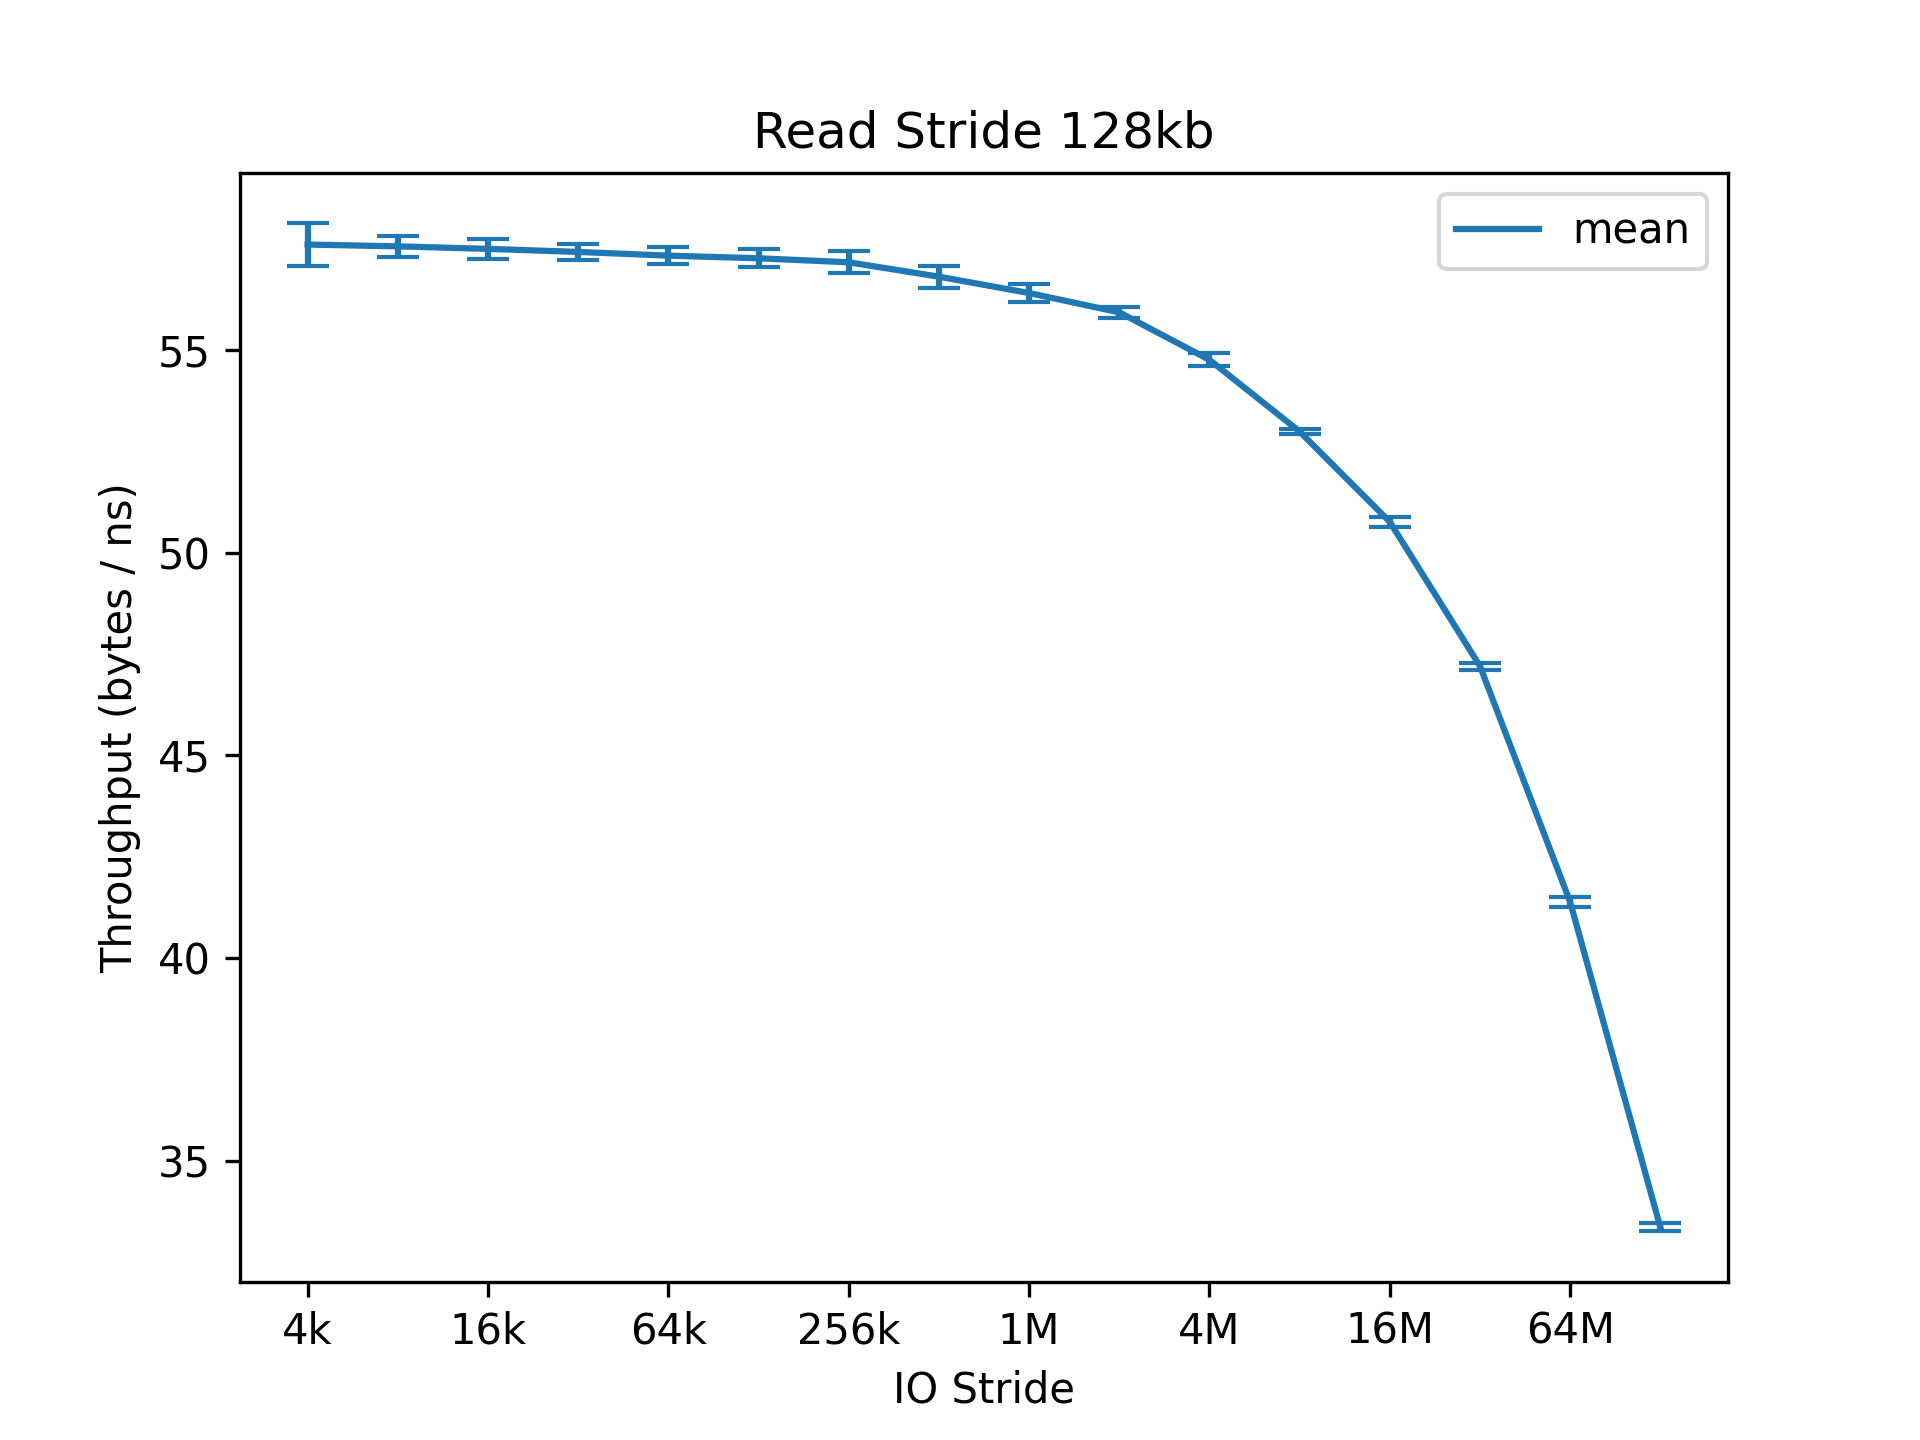 Read Stride 128kb
mean
Throughput (bytes / ns)
55
50
45
40
35
4k 16k 64k 256k 1M 4M 16M 64M
IO Stride